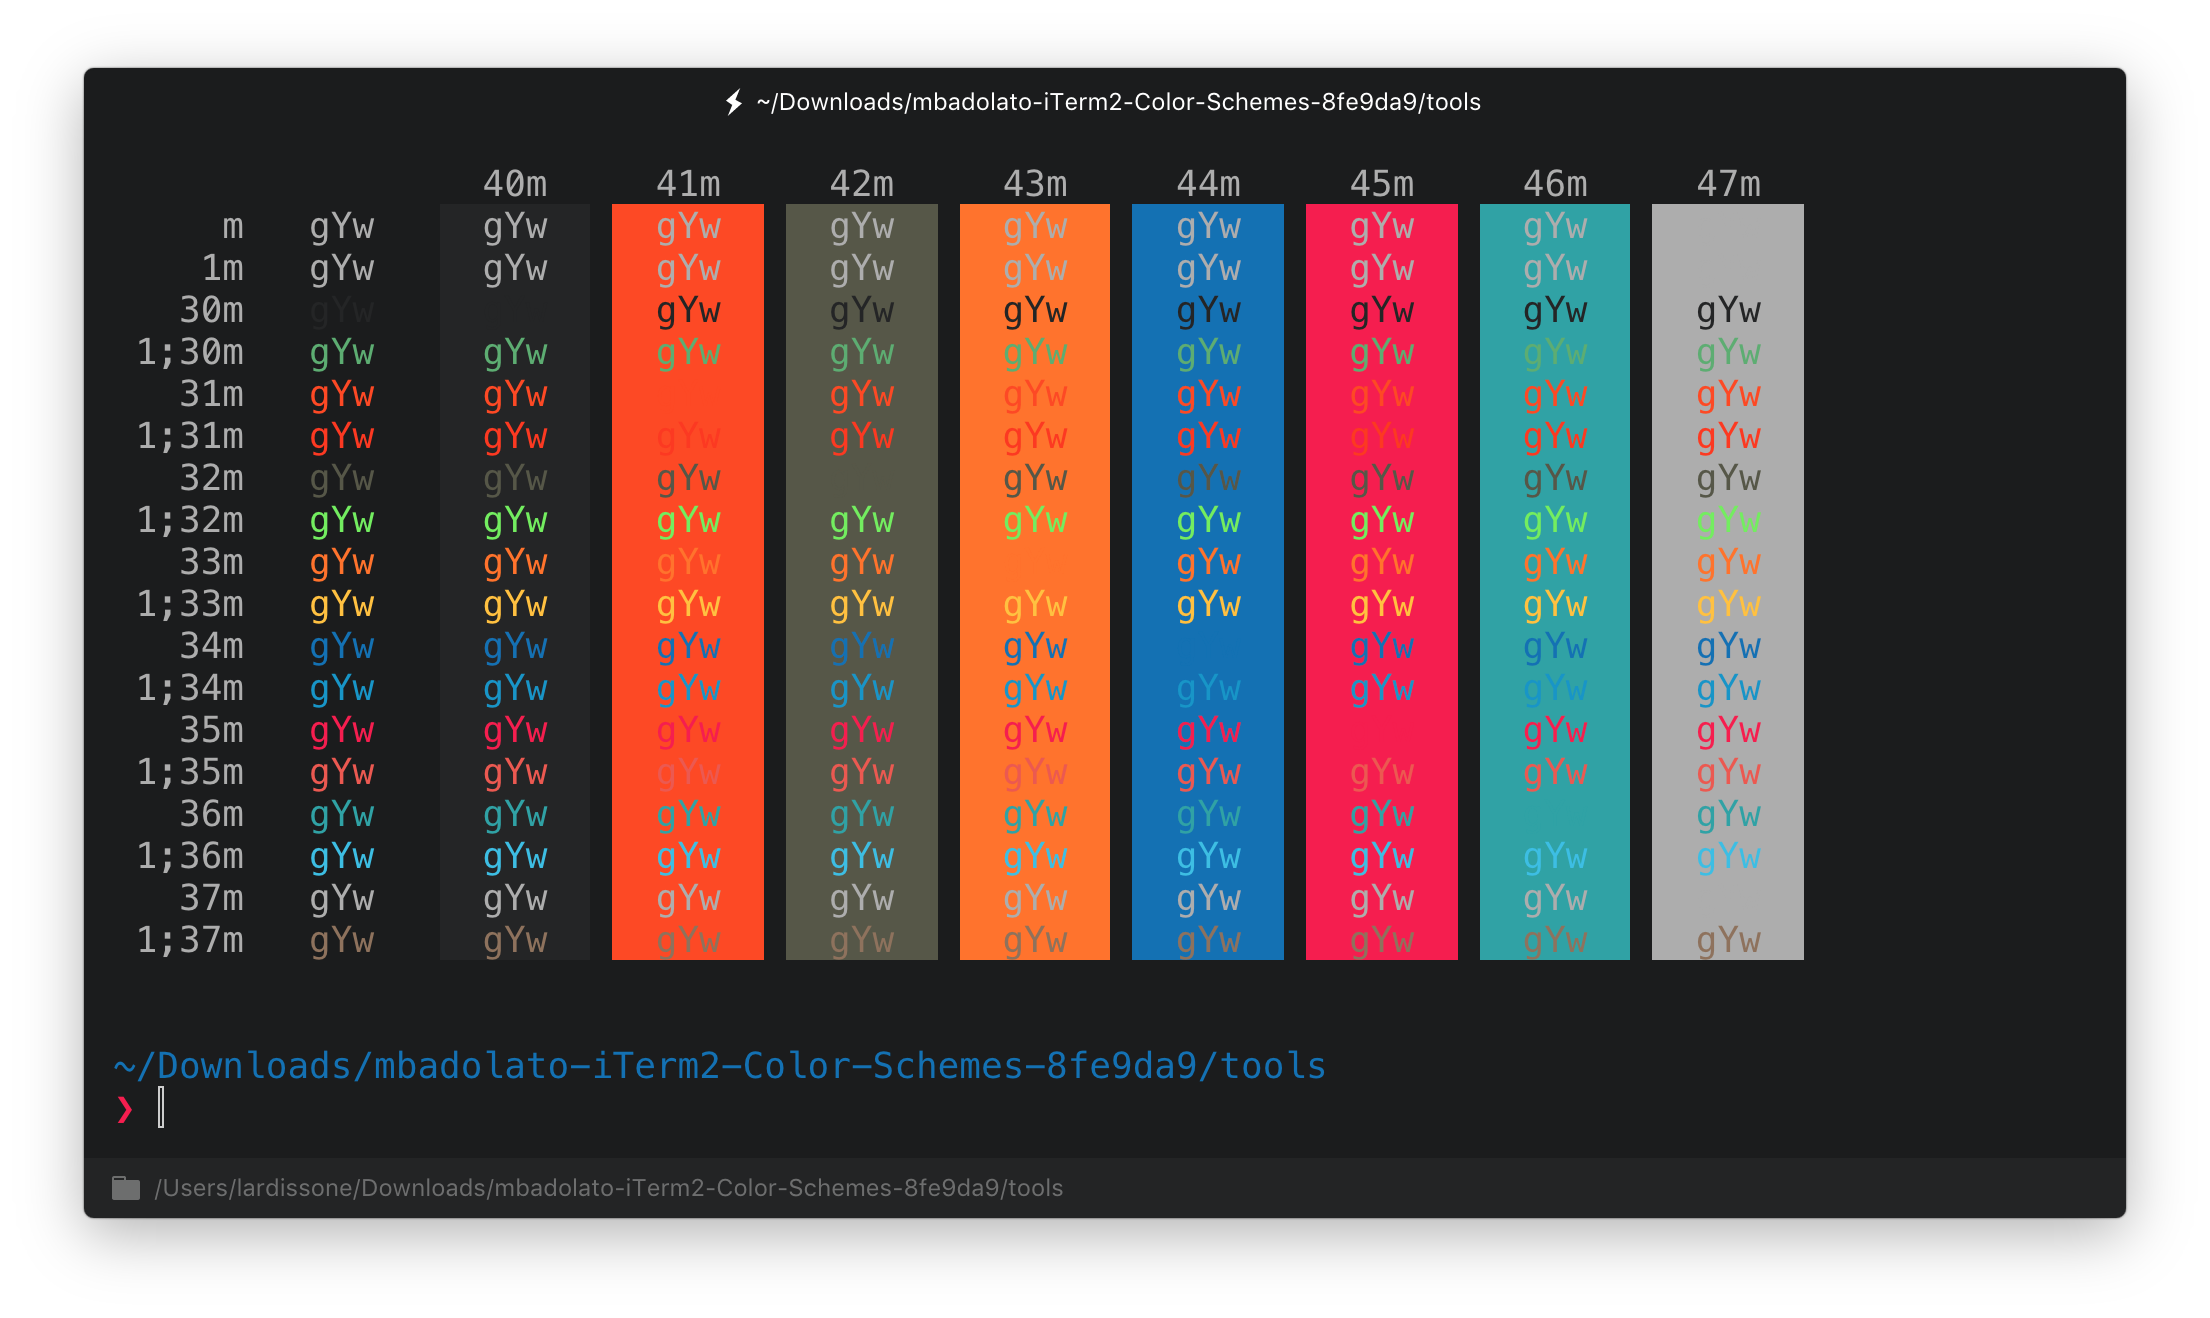 ~/Downloads/mbadolato-iTerm2-Color-Schemes-8fe9da9/tools
40m 41m 42m 43m 44m 45m 46m 47m
m gYw gYw gYw gYw gYw gYw gYw gYw
1m gYw gYw gYw gYw gYw gYw gYw gYw
30m gYw gYw gYw gYw gYw gYw gYw gYw
1;30m gYw gYw gYw gYw gYw gYw gYw gYw gYw
31m gYw gYw gYw gYw gYw gYw gYw gYw
1;31m gYw gYw gYw gYw gYw gYw gYw gYw gYw
32m gYw gYw gYw gYw gYw gYw gYw gYw
1;32m gYw gYw gYw gYw gYw gYw gYw gYw gYw
33m gYw gYw gYw gYw gYw gYw gYw gYw
1;33m gYw gYw gYw gYw gYw gYw gYw gYw gYw
34m gYw gYw gYw gYw gYw gYw gYw gYw
1;34m gYw gYw gYw gYw gYw gYw gYw gYw gYw
35m gYw gYw gYw gYw gYw gYw gYw gYw
1;35m gYw gYw gYw gYw gYw gYw gYw gYw gYw
36m gYw gYw gYw gYw gYw gYw gYw gYw
1;36m gYw gYw gYw gYw gYw gYw gYw gYw gYw
37m gYw gYw gYw gYw gYw gYw gYw gYw
1;37m gYw gYw gYw gYw gYw gYw gYw gYw gYw
~/Downloads/mbadolato-iTerm2-Color-Schemes-8fe9da9/tools
❯
/Users/lardissone/Downloads/mbadolato-iTerm2-Color-Schemes-8fe9da9/tools